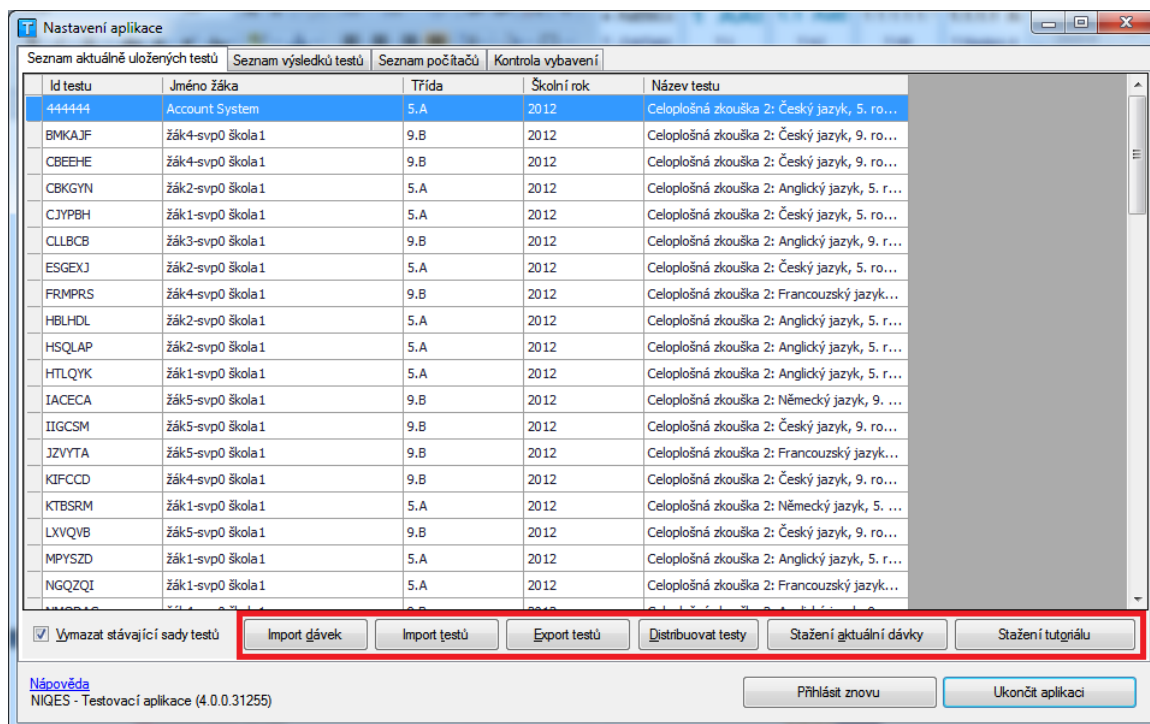 Nastavení aplikace
Seznam aktuálně uložených testů Seznam výsledků testů Seznam počítačů Kontrola vybavení
Id testu Jméno žáka Třída Školní rok Název testu
444444 Account System 5.A 2012 Celoplošná zkouška 2: Český jazyk, 5. ro...
BMKAJF žák4-svp0 škola1 9.B 2012 Celoplošná zkouška 2: Český jazyk, 9. ro...
CBEEHE žák4-svp0 škola1 9.B 2012 Celoplošná zkouška 2: Český jazyk, 9. ro...
CBKGYN žák2-svp0 škola1 5.A 2012 Celoplošná zkouška 2: Anglický jazyk, 5. r...
CJYPBH žák1-svp0 škola1 5.A 2012 Celoplošná zkouška 2: Český jazyk, 5. ro...
CLLBCB žák3-svp0 škola1 9.B 2012 Celoplošná zkouška 2: Anglický jazyk, 9. r...
ESGEXJ žák2-svp0 škola1 5.A 2012 Celoplošná zkouška 2: Český jazyk, 5. ro...
FRMPRS žák4-svp0 škola1 9.B 2012 Celoplošná zkouška 2: Francouzský jazyk...
HBLHDL žák2-svp0 škola1 5.A 2012 Celoplošná zkouška 2: Anglický jazyk, 5. r...
HSQLAP žák2-svp0 škola1 5.A 2012 Celoplošná zkouška 2: Anglický jazyk, 5. r...
HTLQYK žák1-svp0 škola1 5.A 2012 Celoplošná zkouška 2: Anglický jazyk, 5. r...
IACECA žák5-svp0 škola1 9.B 2012 Celoplošná zkouška 2: Německý jazyk, 9. ...
IIGCSM žák5-svp0 škola1 9.B 2012 Celoplošná zkouška 2: Český jazyk, 9. ro...
JZVYTA žák5-svp0 škola1 9.B 2012 Celoplošná zkouška 2: Francouzský jazyk...
KIFCCD žák4-svp0 škola1 9.B 2012 Celoplošná zkouška 2: Český jazyk, 9. ro...
KTBSRM žák1-svp0 škola1 5.A 2012 Celoplošná zkouška 2: Německý jazyk, 5. ...
LXVQVB žák5-svp0 škola1 9.B 2012 Celoplošná zkouška 2: Český jazyk, 9. ro...
MPYSZD žák1-svp0 škola1 5.A 2012 Celoplošná zkouška 2: Anglický jazyk, 5. r...
NGQZQI žák1-svp0 škola1 5.A 2012 Celoplošná zkouška 2: Francouzský jazyk...
Vymazat stávající sady testů Import dávek Import testů Export testů Distribuovat testy Stažení aktuální dávky Stažení tutoriálu
Nápověda
NIQES - Testovací aplikace (4.0.0.31255) Přihlásit znovu Ukončit aplikaci